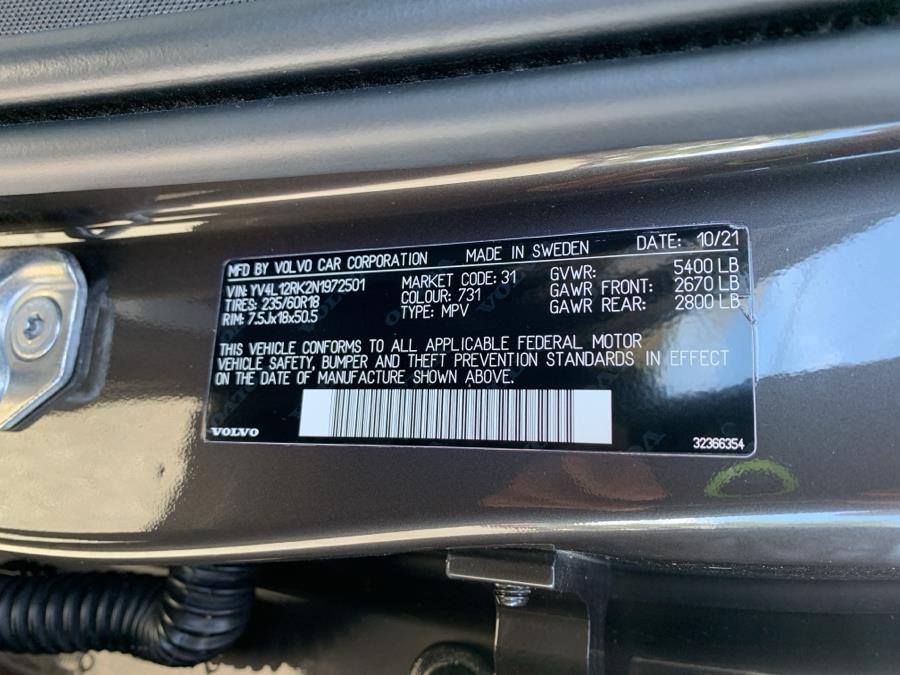 MFD BY VOLVO CAR CORPORATION MADE IN SWEDEN DATE: 10/21
VIN: YV4L12RK2N1972501 MARKET CODE: 31 GVWR: 5400 LB
TIRES: 235/60R18 COLOUR: 731 GAWR FRONT: 2670 LB
RIM: 7.5Jx18x50.5 TYPE: MPV GAWR REAR: 2800 LB
THIS VEHICLE CONFORMS TO ALL APPLICABLE FEDERAL MOTOR
VEHICLE SAFETY, BUMPER AND THEFT PREVENTION STANDARDS IN EFFECT
ON THE DATE OF MANUFACTURE SHOWN ABOVE.
VOLVO 32366354